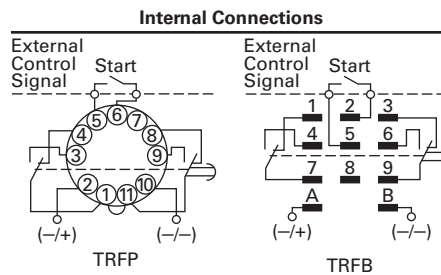 Internal Connections
External
Control
Signal
Start
5 6 7
4 8
3 9
2 10
1 11
(–/+) (–/–)
TRFP
External
Control
Signal
Start
1 2 3
4 5 6
7 8 9
A B
(–/+) (–/–)
TRFB